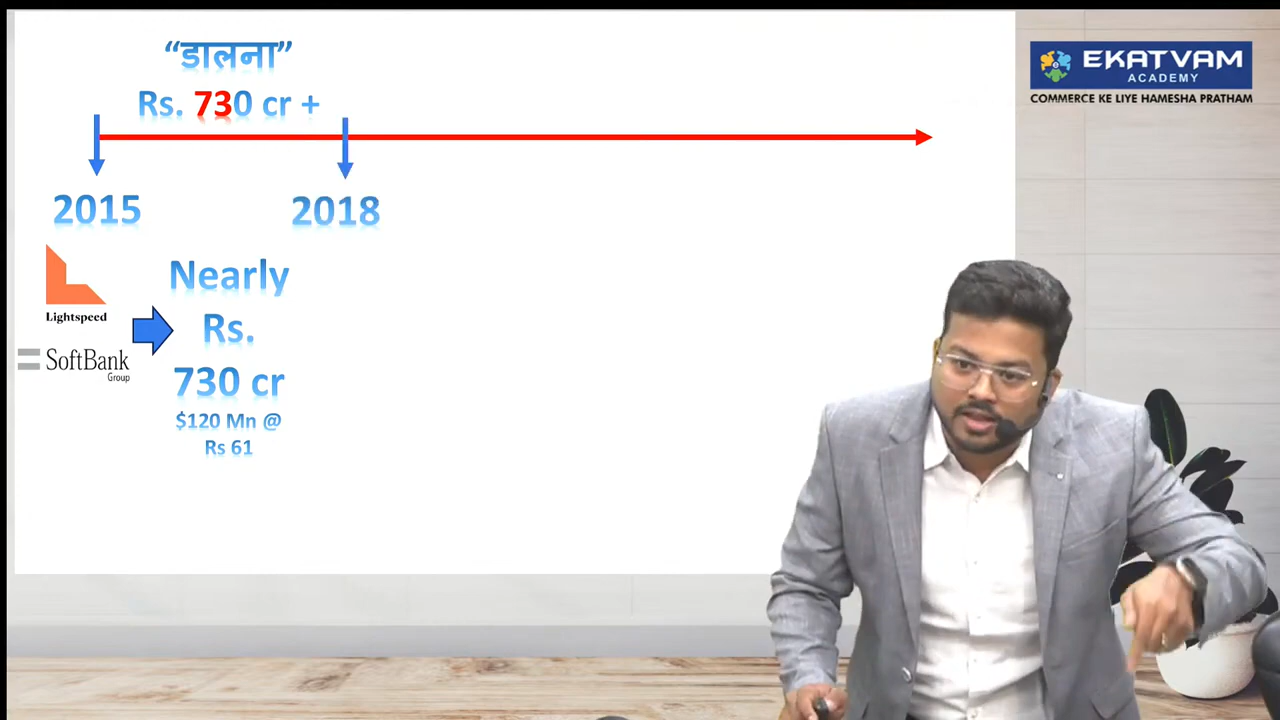 “डालना”
Rs. 730 cr +
2015
2018
Lightspeed
SoftBank
Group
Nearly
Rs.
730 cr
$120 Mn @
Rs 61
EKATVAM
ACADEMY
COMMERCE KE LIYE HAMESHA PRATHAM